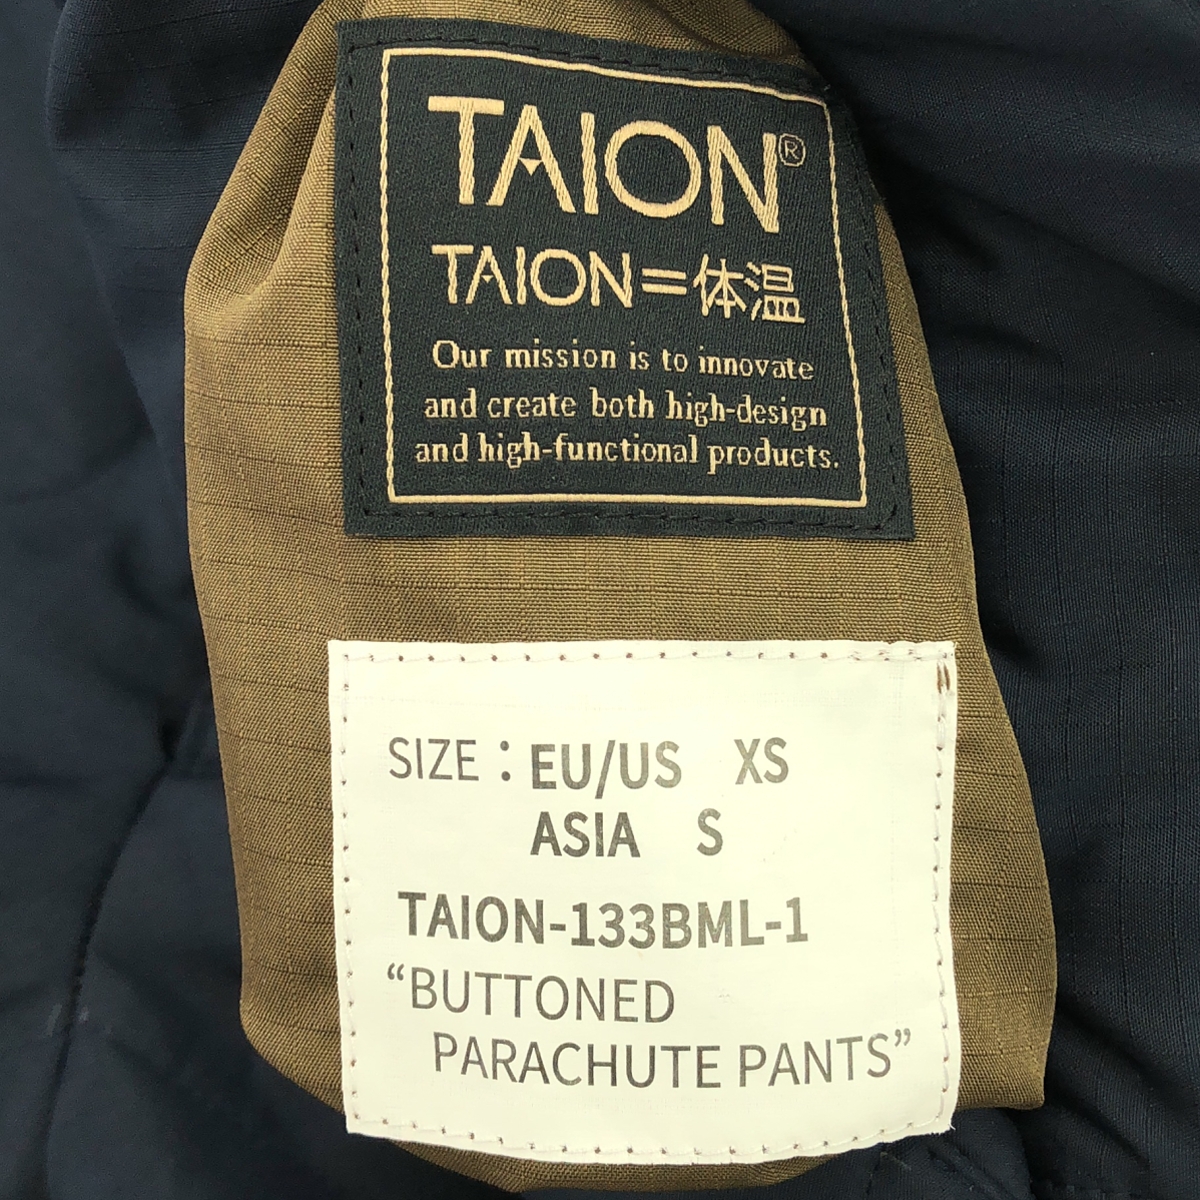 TAION®
TAION=体温
Our mission is to innovate
and create both high-design
and high-functional products.
SIZE : EU/US XS
ASIA S
TAION-133BML-1
“BUTTONED
PARACHUTE PANTS”